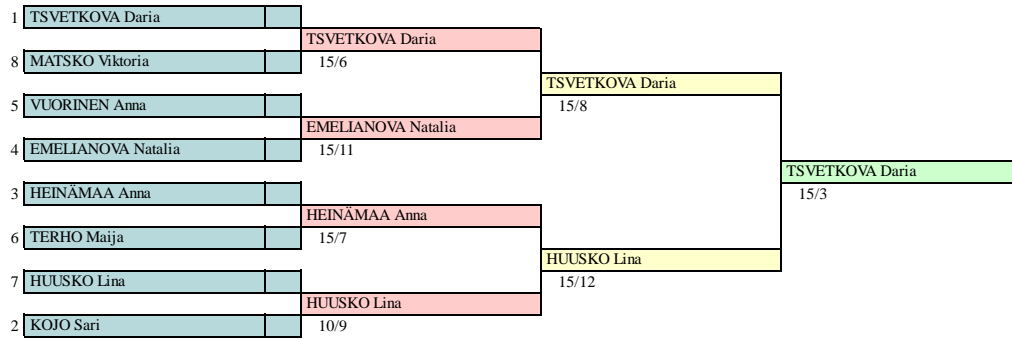 1 TSVETKOVA Daria
TSVETKOVA Daria
8 MATSKO Viktoria
15/6
TSVETKOVA Daria
5 VUORINEN Anna
15/8
EMELIANOVA Natalia
4 EMELIANOVA Natalia
15/11
TSVETKOVA Daria
3 HEINÄMAA Anna
15/3
HEINÄMAA Anna
6 TERHO Maija
15/7
HUUSKO Lina
7 HUUSKO Lina
15/12
HUUSKO Lina
2 KOJO Sari
10/9